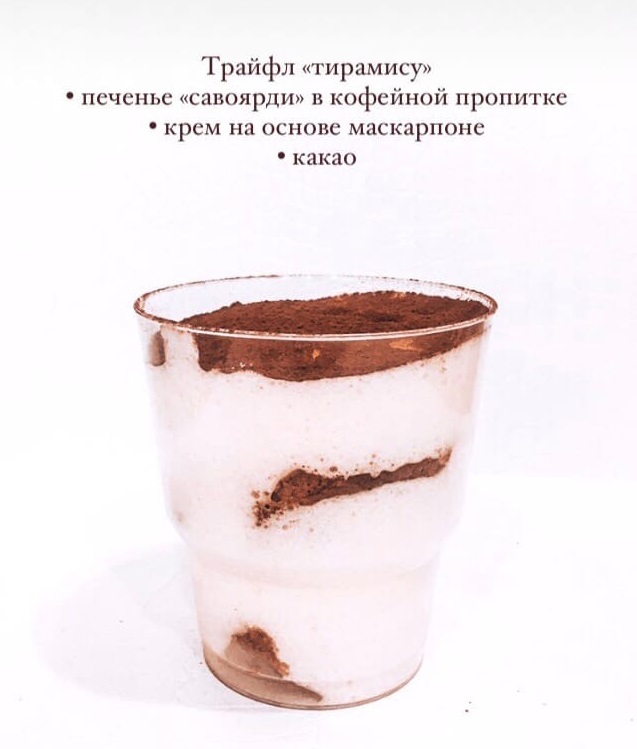 Трайфл «тирамису»
• печенье «савоярди» в кофейной пропитке
• крем на основе маскарпоне
• какао